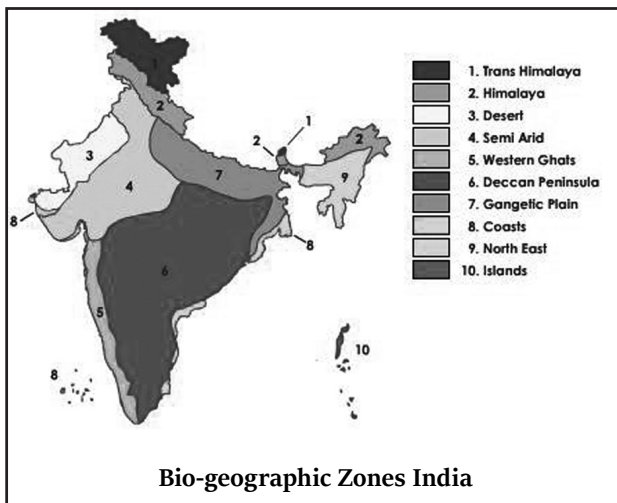 1
2
3
4
2
1
2
7
9
8
8
6
5
8
10
1. Trans Himalaya
2. Himalaya
3. Desert
4. Semi Arid
5. Western Ghats
6. Deccan Peninsula
7. Gangetic Plain
8. Coasts
9. North East
10. Islands
Bio-geographic Zones India